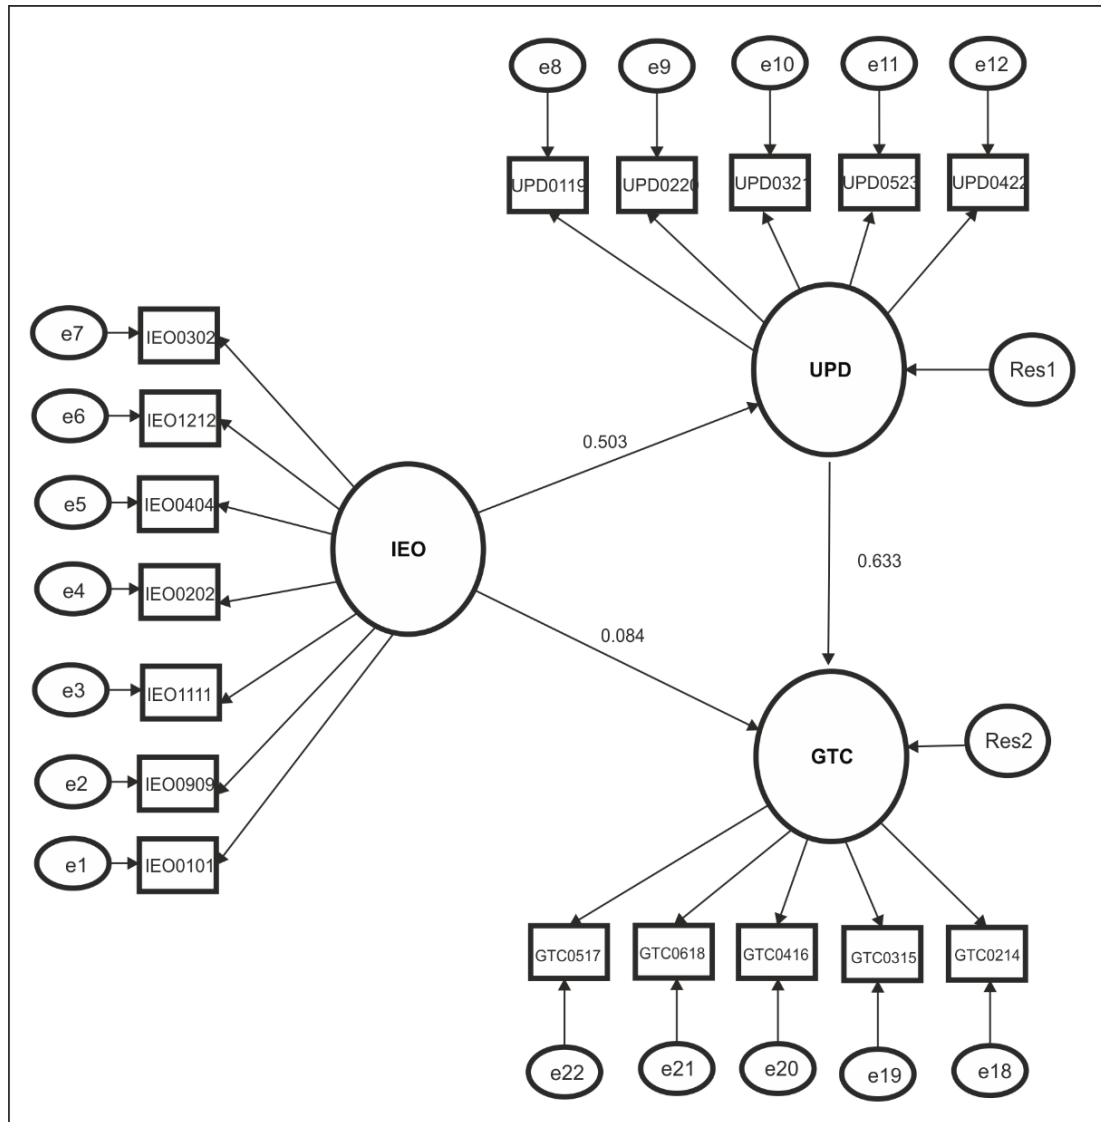 e8
e9
e10
e11
e12
UPD0119
UPD0220
UPD0321
UPD0523
UPD0422
e7
IEO0302
UPD
Res1
e6
IEO1212
0.503
e5
IEO0404
IEO
0.633
e4
IEO0202
0.084
e3
IEO1111
GTC
Res2
e2
IEO0909
e1
IEO0101
GTC0517
GTC0618
GTC0416
GTC0315
GTC0214
e22
e21
e20
e19
e18